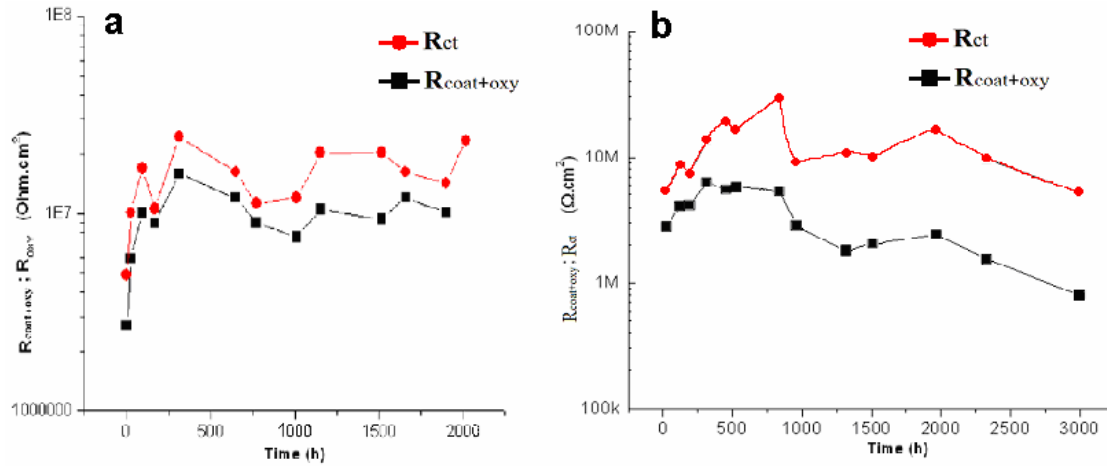 a
1E8
Rct
Rcoat+oxy
1E7
1000000
Rcoat+oxy ; Roxy (Ohm.cm²)
0
500
1000
1500
2000
Time (h)
b
100M
Rct
Rcoat+oxy
10M
1M
100k
Rcoat+oxy ; Rct (Ω.cm²)
0
500
1000
1500
2000
2500
3000
Time (h)